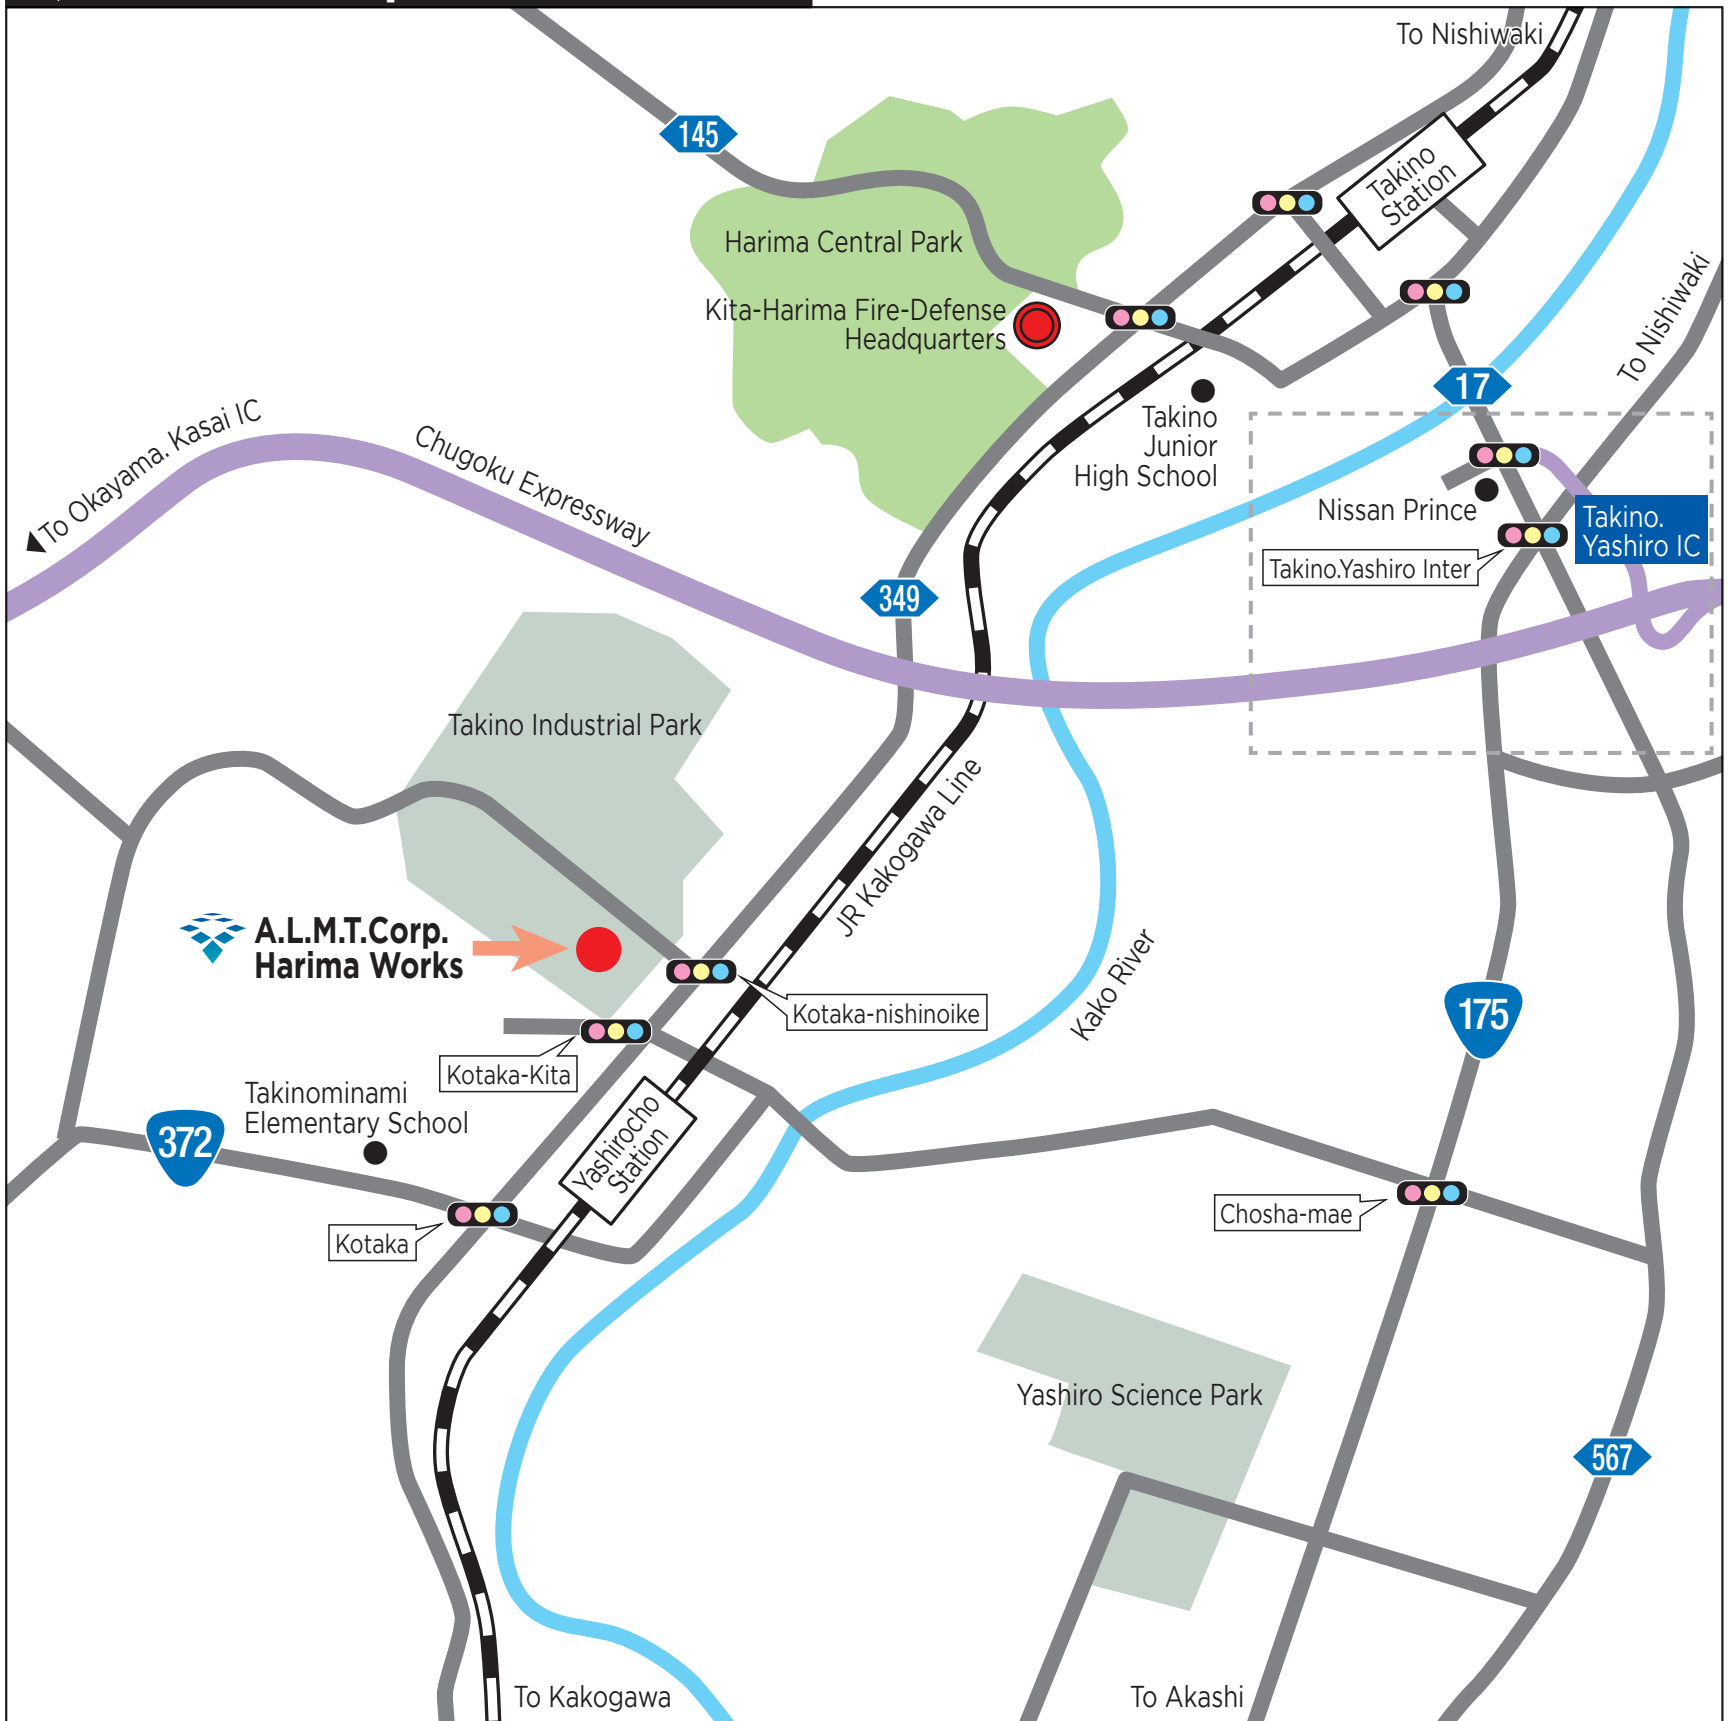 To Nishiwaki
145
Takino
Station
Harima Central Park
Kita-Harima Fire-Defense
Headquarters
To Nishiwaki
17
Takino
Junior
High School
To Okayama. Kasai IC
Chugoku Expressway
Nissan Prince
Takino.
Yashiro IC
Takino.Yashiro Inter
349
Takino Industrial Park
JR Kakogawa Line
A.L.M.T.Corp.
Harima Works
Kotaka-nishinoike
Kako River
175
Kotaka-Kita
Takinominami
Elementary School
372
Yashirocho
Station
Kotaka
Chosha-mae
Yashiro Science Park
567
To Kakogawa
To Akashi